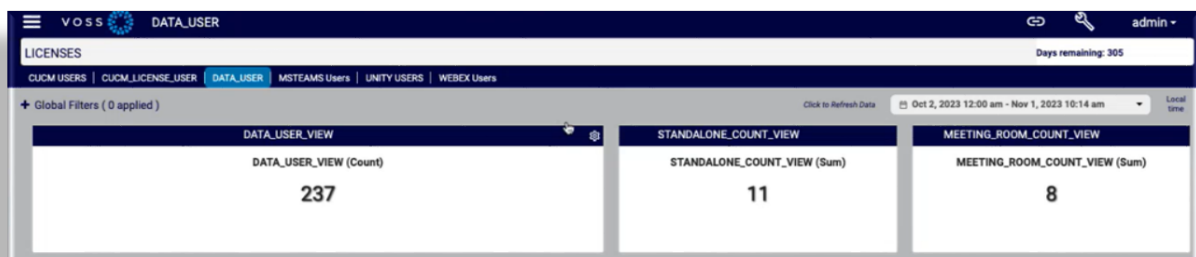 VOSS DATA_USER admin
LICENSES Days remaining: 305
CUCM USERS | CUCM_LICENSE_USER | DATA_USER | MSTEAMS Users | UNITY USERS | WEBEX Users
+ Global Filters ( 0 applied ) Click to Refresh Data Oct 2, 2023 12:00 am - Nov 1, 2023 10:14 am Local time
DATA_USER_VIEW STANDALONE_COUNT_VIEW MEETING_ROOM_COUNT_VIEW
DATA_USER_VIEW (Count) STANDALONE_COUNT_VIEW (Sum) MEETING_ROOM_COUNT_VIEW (Sum)
237 11 8